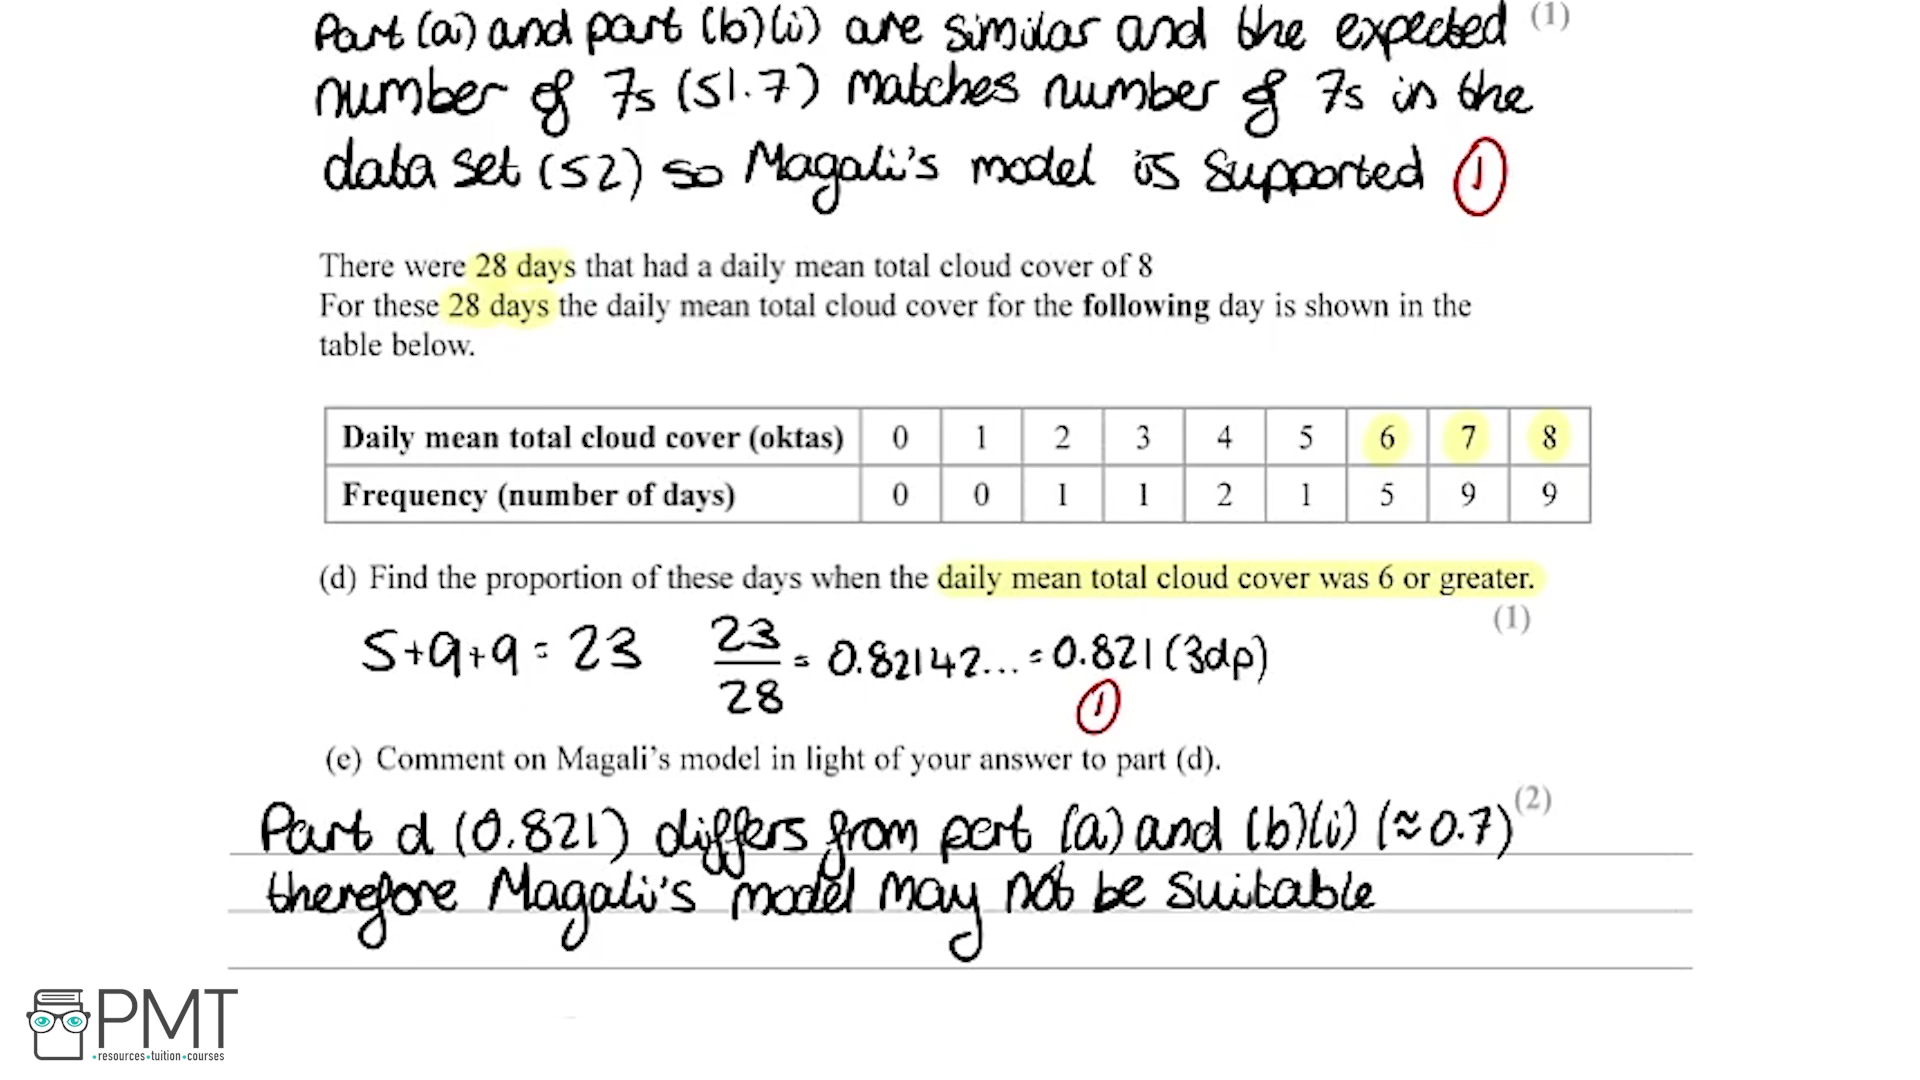 Part (a) and part (b)(i) are similar and the expected (1)
number of 7s (51.7) matches number of 7s in the
data set (52) so Magali's model is supported 1
There were 28 days that had a daily mean total cloud cover of 8
For these 28 days the daily mean total cloud cover for the following day is shown in the
table below.
Daily mean total cloud cover (oktas) 0 1 2 3 4 5 6 7 8
Frequency (number of days) 0 0 1 1 2 1 5 9 9
(d) Find the proportion of these days when the daily mean total cloud cover was 6 or greater.
(1)
5+9+9 = 23 23/28 = 0.82142... = 0.821 (3dp)
1
(e) Comment on Magali's model in light of your answer to part (d).
(2)
Part d (0.821) differs from part (a) and (b)(i) (≈0.7)
therefore Magali's model may not be suitable
PMT
•resources•tuition•courses